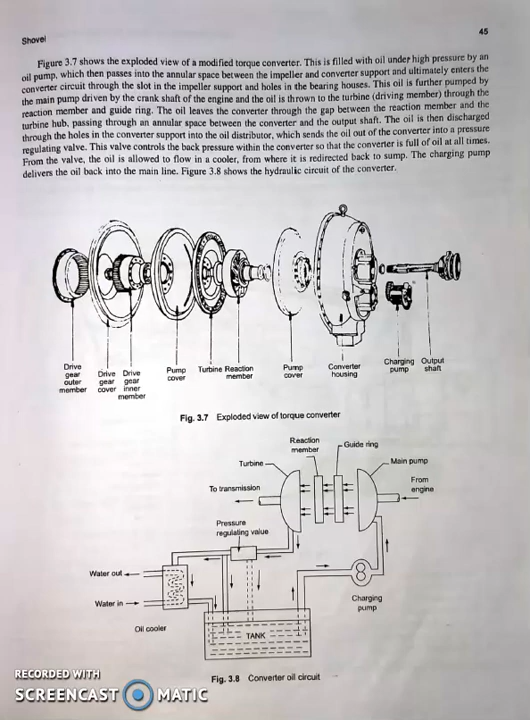 Shovel
45
Figure 3.7 shows the exploded view of a modified torque converter. This is filled with oil under high pressure by an
oil pump, which then passes into the annular space between the impeller and converter support and ultimately enters the
converter circuit through the slot in the impeller support and holes in the bearing houses. This oil is further pumped by
the main pump driven by the crank shaft of the engine and the oil is thrown to the turbine (driving member) through the
reaction member and guide ring. The oil leaves the converter through the gap between the reaction member and the
turbine hub, passing through an annular space between the converter and the output shaft. The oil is then discharged
through the holes in the converter support into the oil distributor, which sends the oil out of the converter into a pressure
regulating valve. This valve controls the back pressure within the converter so that the converter is full of oil at all times.
From the valve, the oil is allowed to flow in a cooler, from where it is redirected back to sump. The charging pump
delivers the oil back into the main line. Figure 3.8 shows the hydraulic circuit of the converter.
Drive
gear
outer
member
Drive
gear
cover
Drive
gear
inner
member
Pump
cover
Turbine
Reaction
member
Pump
cover
Converter
housing
Charging
pump
Output
shaft
Fig. 3.7 Exploded view of torque converter
Reaction
member
Guide ring
Turbine
Main pump
To transmission
From
engine
Pressure
regulating value
Water out
Water in
Charging
pump
Oil cooler
TANK
Fig. 3.8 Converter oil circuit
RECORDED WITH
SCREENCAST MATIC